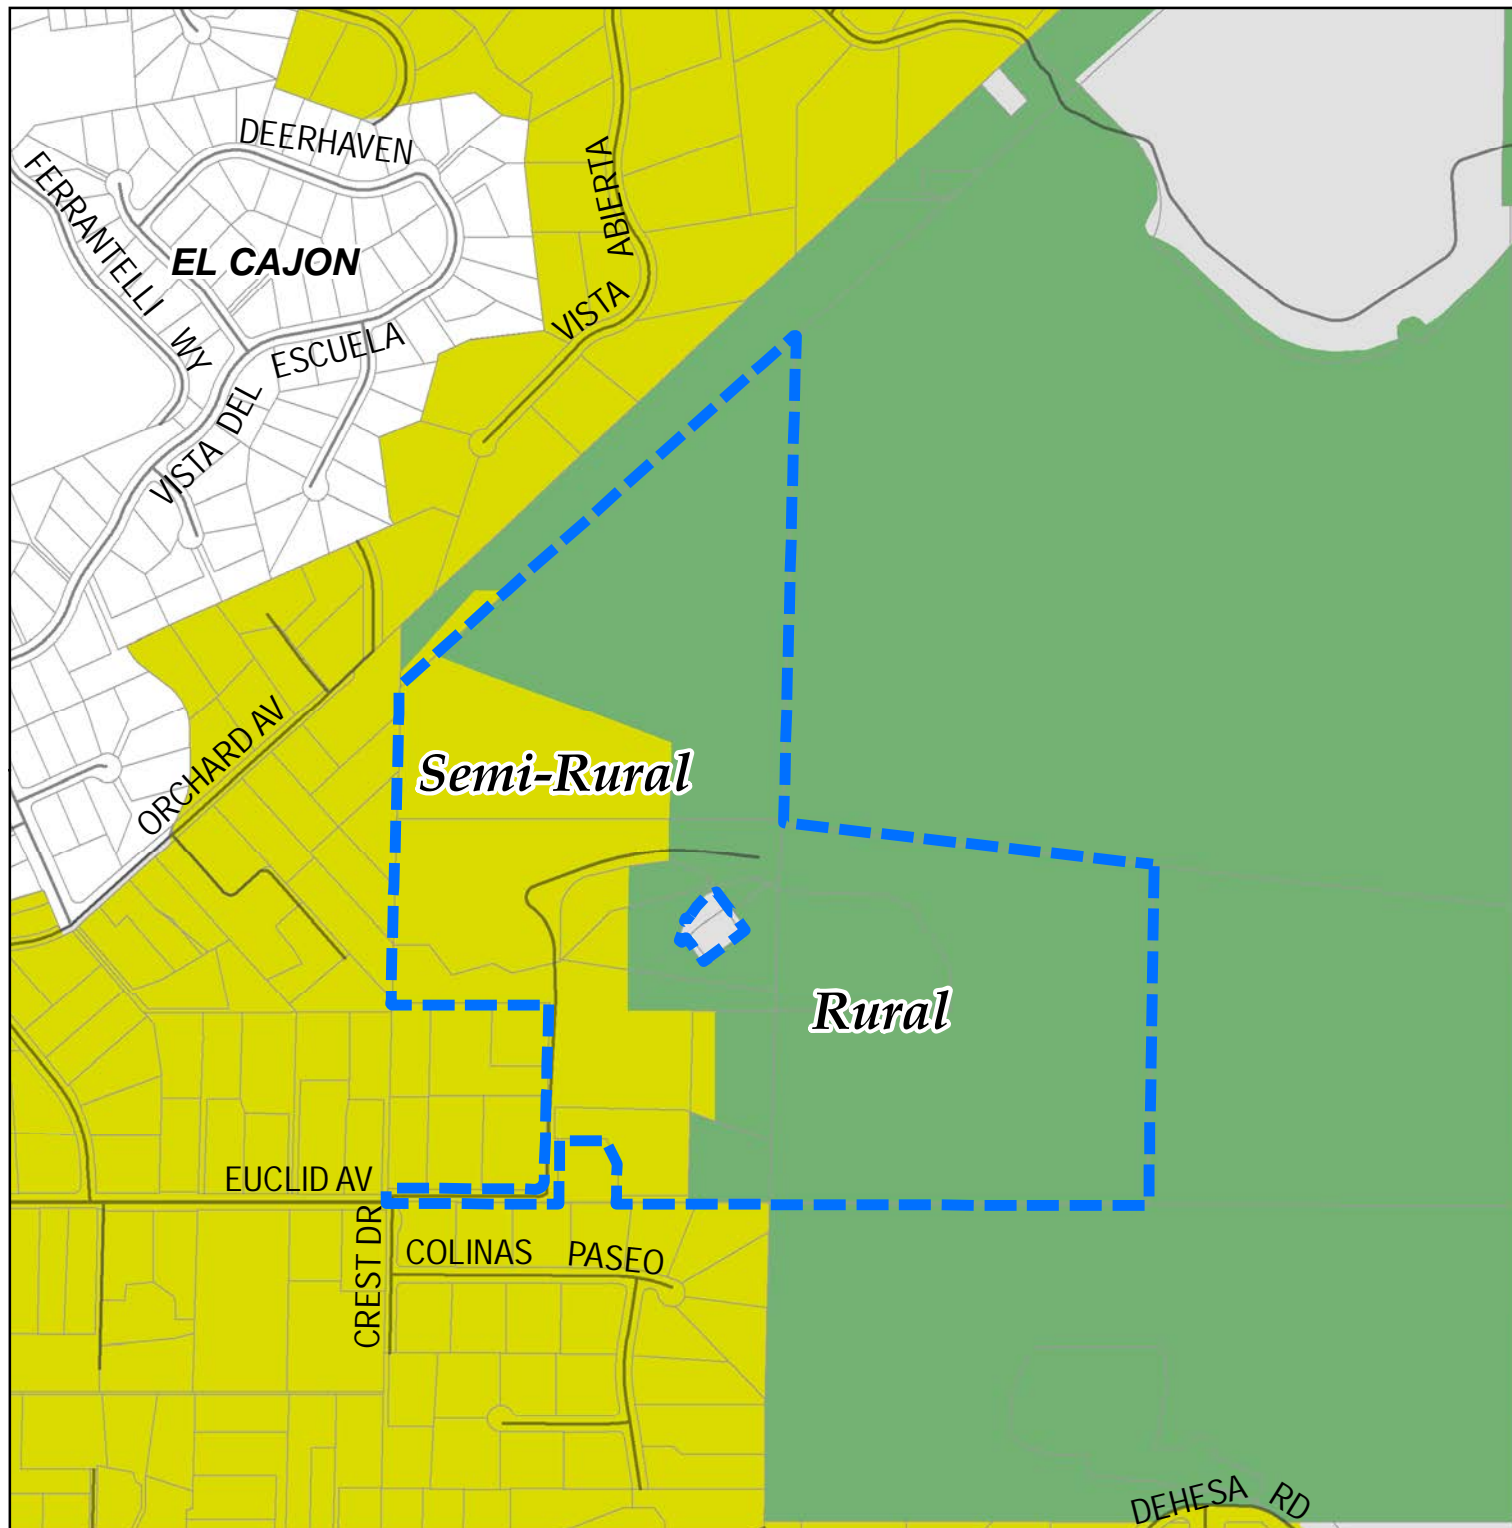 DEERHAVEN
FERRANTELLI WY
EL CAJON
VISTA ABIERTA
VISTA DEL ESCUELA
ORCHARD AV
Semi-Rural
Rural
EUCLID AV
CREST DR
COLINAS PASEO
DEHESA RD